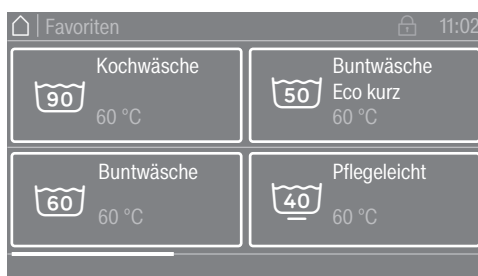 Favoriten 11:02
90 Kochwäsche
60 °C
50 Buntwäsche
Eco kurz
60 °C
60 Buntwäsche
60 °C
40 Pflegeleicht
60 °C